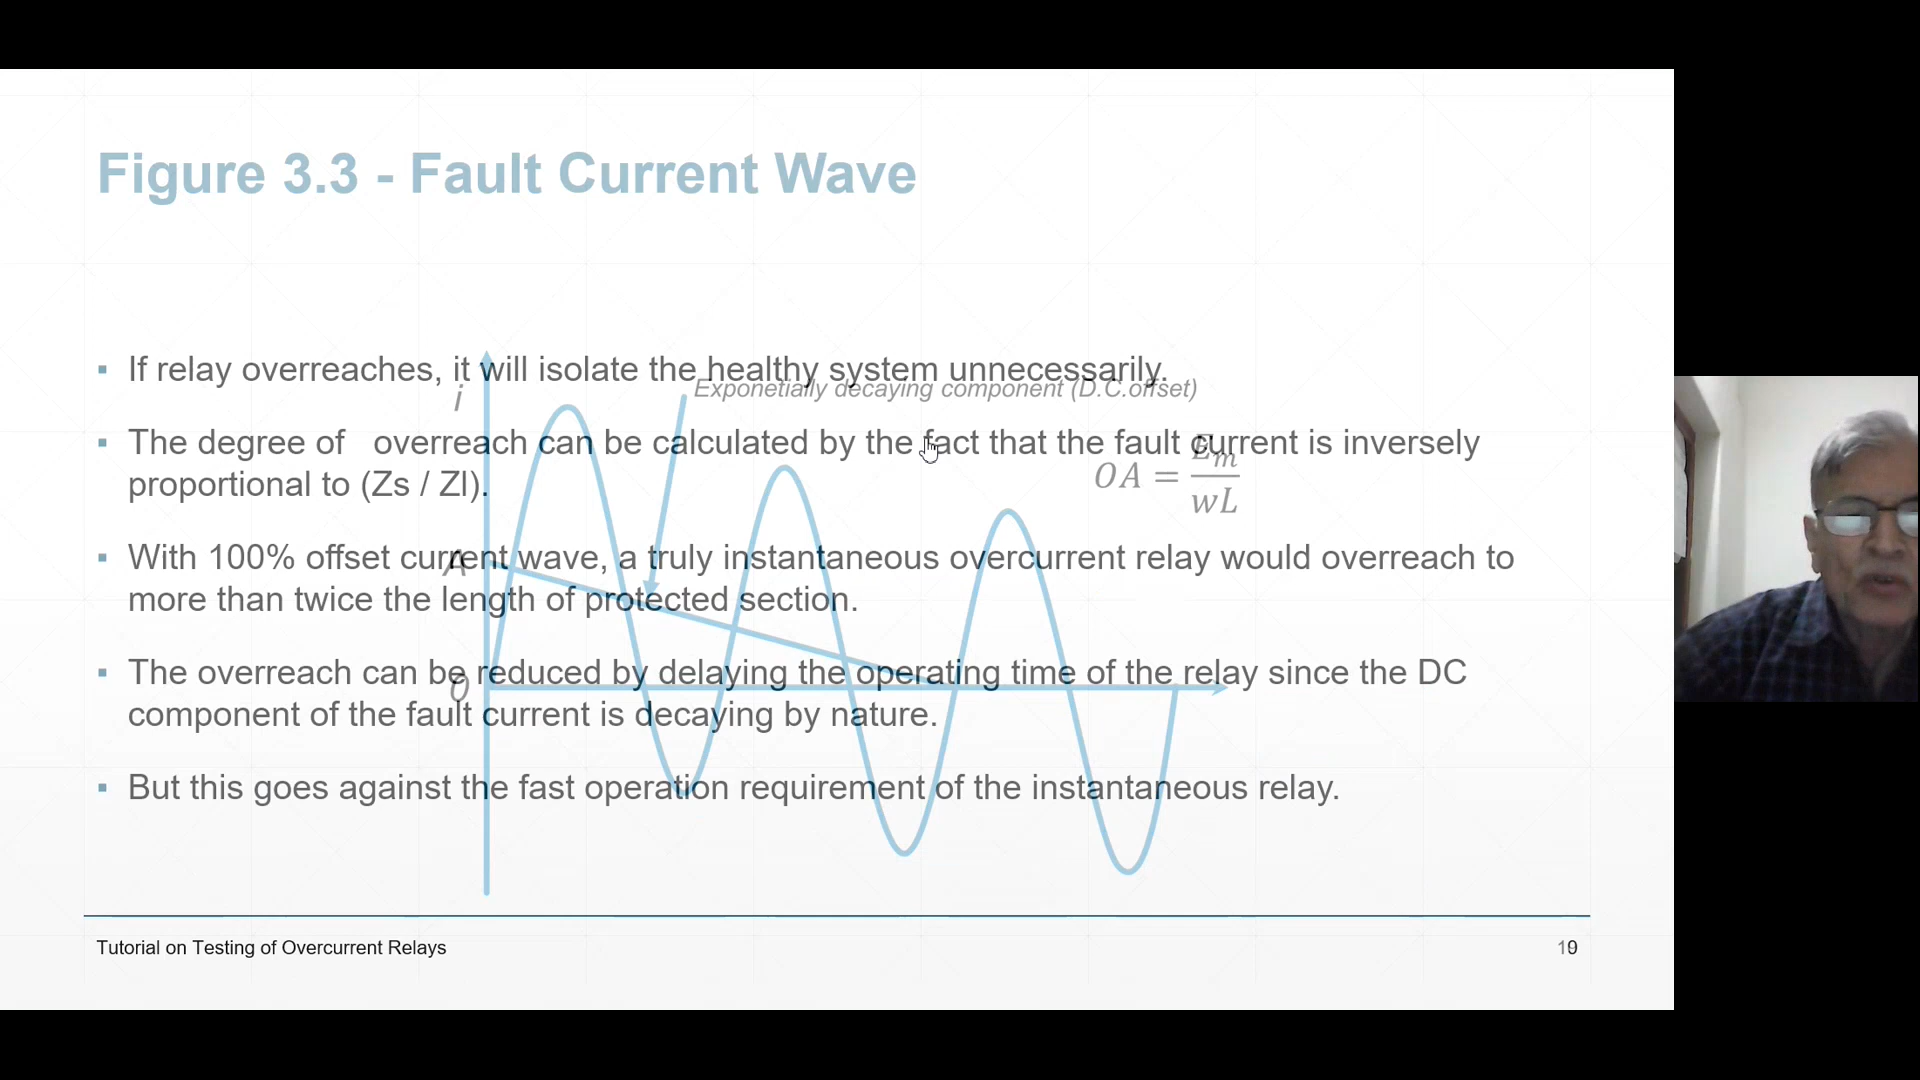 Figure 3.3 - Fault Current Wave
▪ If relay overreaches, it will isolate the healthy system unnecessarily.
i
Exponetially decaying component (D.C.offset)
▪ The degree of   overreach can be calculated by the fact that the fault current is inversely
proportional to (Zs / Zl).
OA = Em / wL
▪ With 100% offset current wave, a truly instantaneous overcurrent relay would overreach to
more than twice the length of protected section.
A
▪ The overreach can be reduced by delaying the operating time of the relay since the DC
component of the fault current is decaying by nature.
0
▪ But this goes against the fast operation requirement of the instantaneous relay.
Tutorial on Testing of Overcurrent Relays